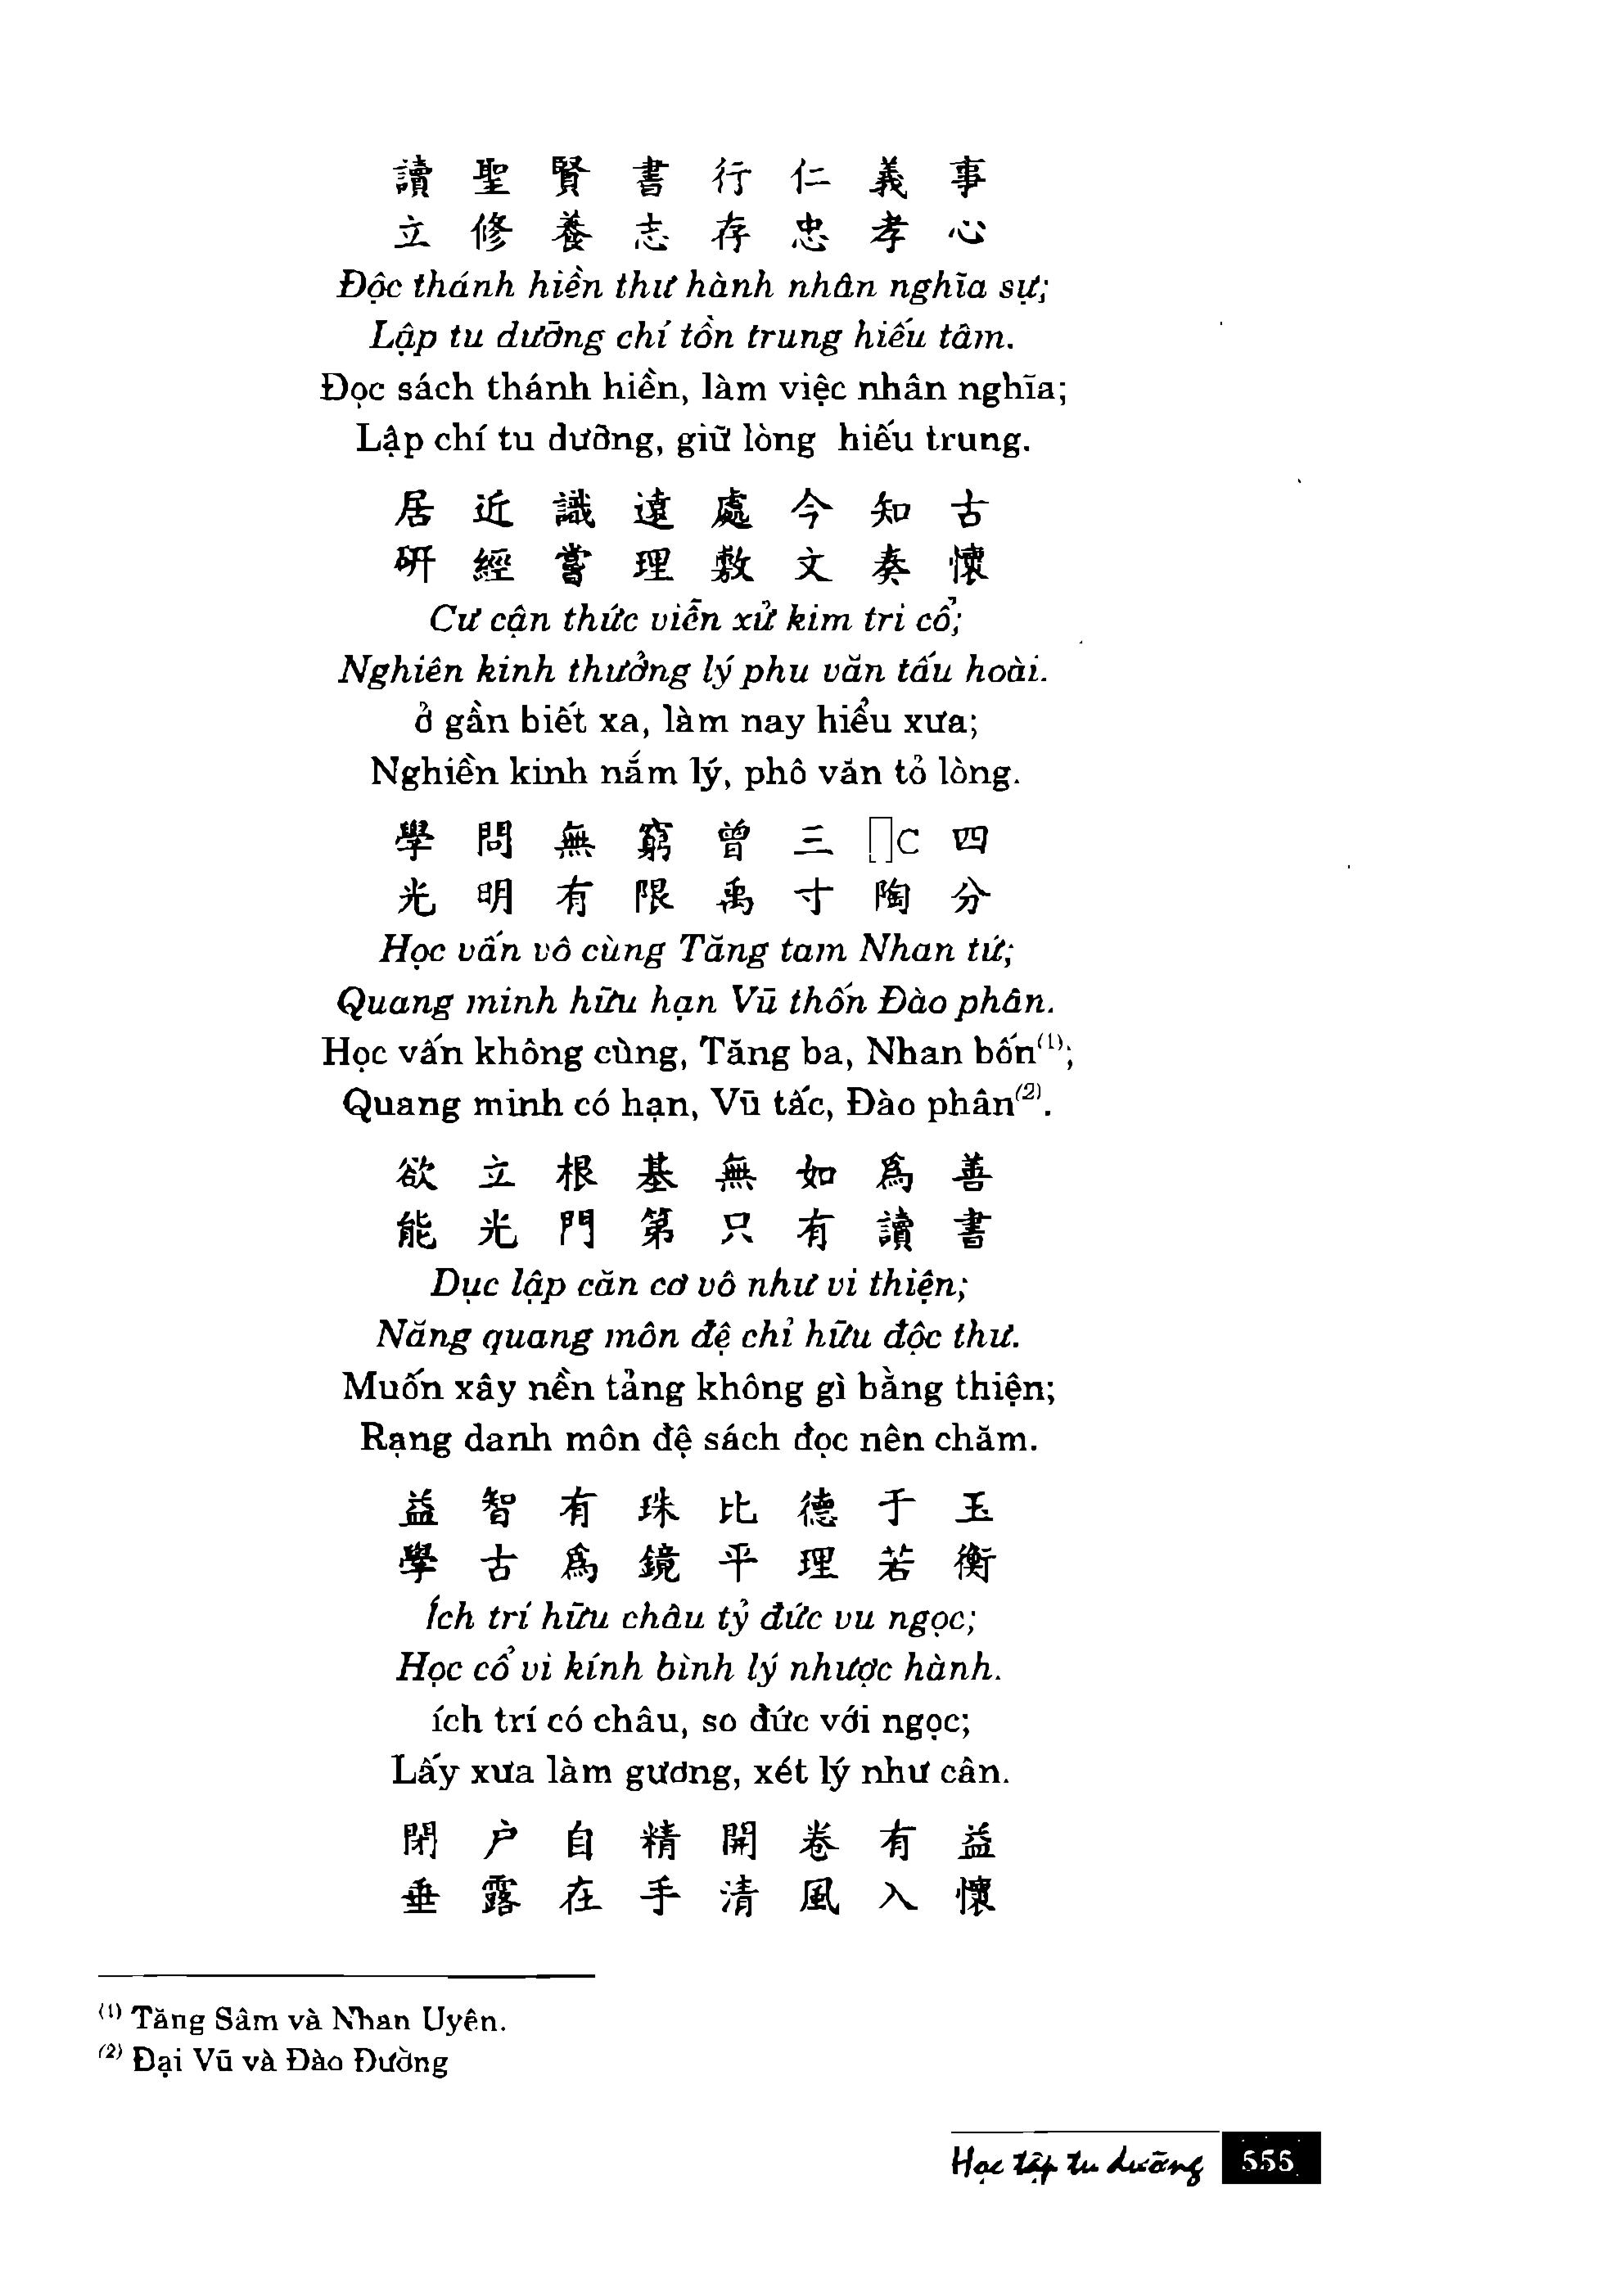 讀 聖 賢 書 行 仁 義 事
立 修 養 志 存 忠 孝 心
Độc thánh hiền thư hành nhân nghĩa sự;
Lập tu dưỡng chí tồn trung hiếu tâm.
Đọc sách thánh hiền, làm việc nhân nghĩa;
Lập chí tu dưỡng, giữ lòng hiếu trung.
居 近 識 遠 處 今 知 古
研 經 嘗 理 敷 文 奏 懷
Cư cận thức viễn xử kim tri cổ;
Nghiên kinh thưởng lý phu văn tấu hoài.
ở gần biết xa, làm nay hiểu xưa;
Nghiền kinh nắm lý, phô văn tỏ lòng.
學 問 無 窮 曾 三 C 四
光 明 有 限 禹 寸 陶 分
Học vấn vô cùng Tăng tam Nhan tứ;
Quang minh hữu hạn Vũ thốn Đào phân.
Học vấn không cùng, Tăng ba, Nhan bốn(1);
Quang minh có hạn, Vũ tấc, Đào phân(2).
欲 立 根 基 無 如 爲 善
能 光 門 第 只 有 讀 書
Dục lập căn cơ vô như vi thiện;
Năng quang môn đệ chỉ hữu độc thư.
Muốn xây nền tảng không gì bằng thiện;
Rạng danh môn đệ sách đọc nên chăm.
益 智 有 珠 比 德 于 玉
學 古 爲 鏡 平 理 若 衡
Ích trí hữu châu tỷ đức vu ngọc;
Học cổ vi kính bình lý nhược hành.
ích trí có châu, so đức với ngọc;
Lấy xưa làm gương, xét lý như cân.
閉 户 自 精 開 卷 有 益
垂 露 在 手 清 風 入 懷
(1) Tăng Sâm và Nhan Uyên.
(2) Đại Vũ và Đào Đường
Học tập tu dưỡng 555